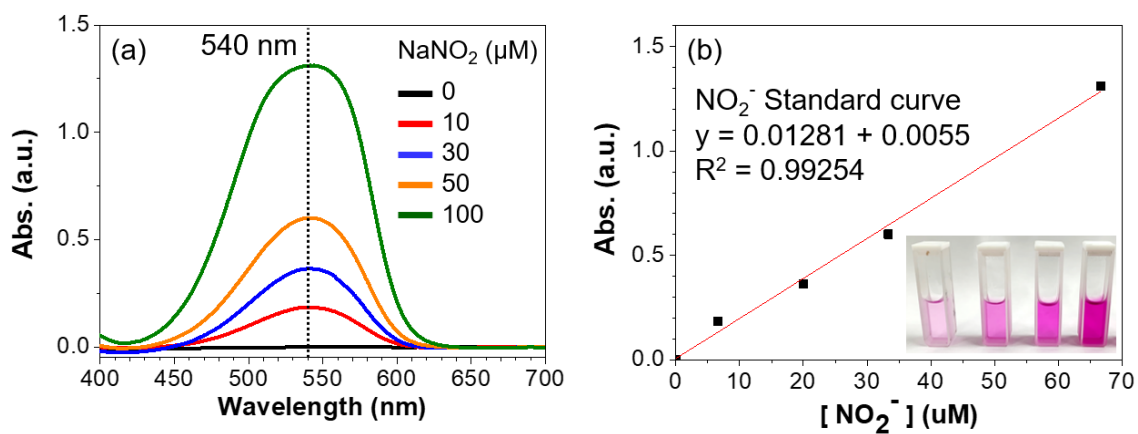 (a)
540 nm
NaNO₂ (µM)
0
10
30
50
100
Abs. (a.u.)
1.5
1.0
0.5
0.0
400 450 500 550 600 650 700
Wavelength (nm)
(b)
NO₂⁻ Standard curve
y = 0.01281 + 0.0055
R² = 0.99254
Abs. (a.u.)
1.5
1.0
0.5
0.0
0 10 20 30 40 50 60 70
[ NO₂⁻ ] (uM)